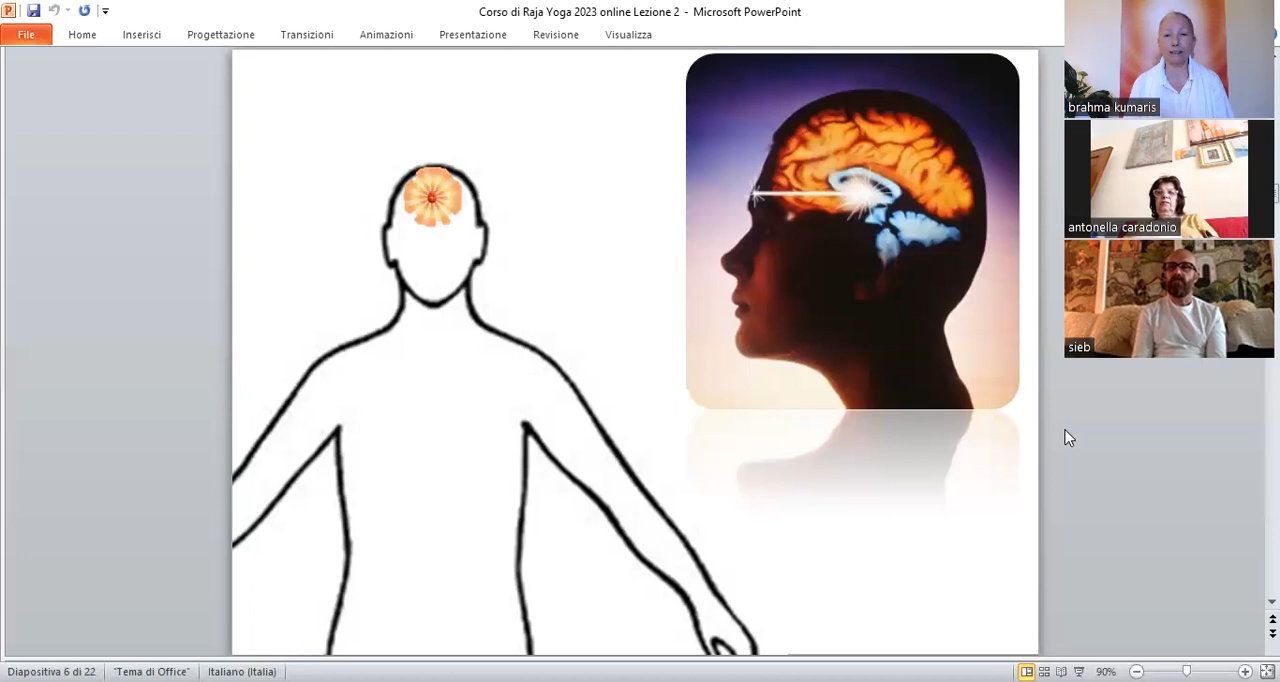 Corso di Raja Yoga 2023 online Lezione 2 - Microsoft PowerPoint
File Home Inserisci Progettazione Transizioni Animazioni Presentazione Revisione Visualizza
brahma kumaris
antonella caradonio
sieb
Diapositiva 6 di 22 "Tema di Office" Italiano (Italia) 90%